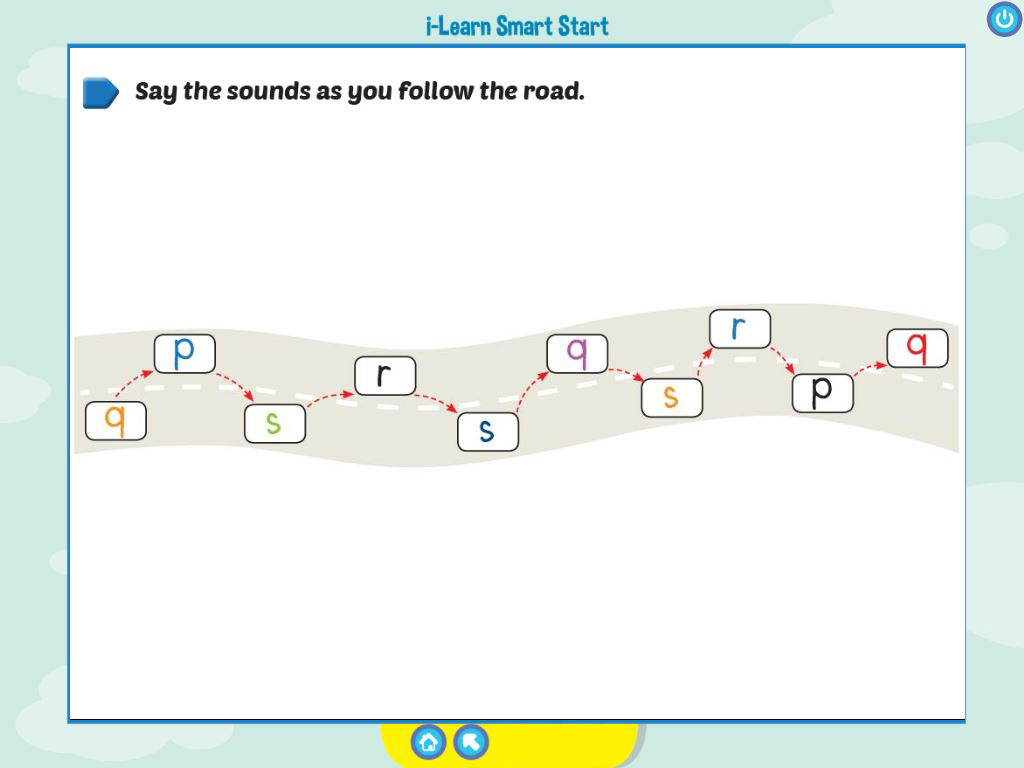 i-Learn Smart Start
Say the sounds as you follow the road.
q p s r s q s r p q